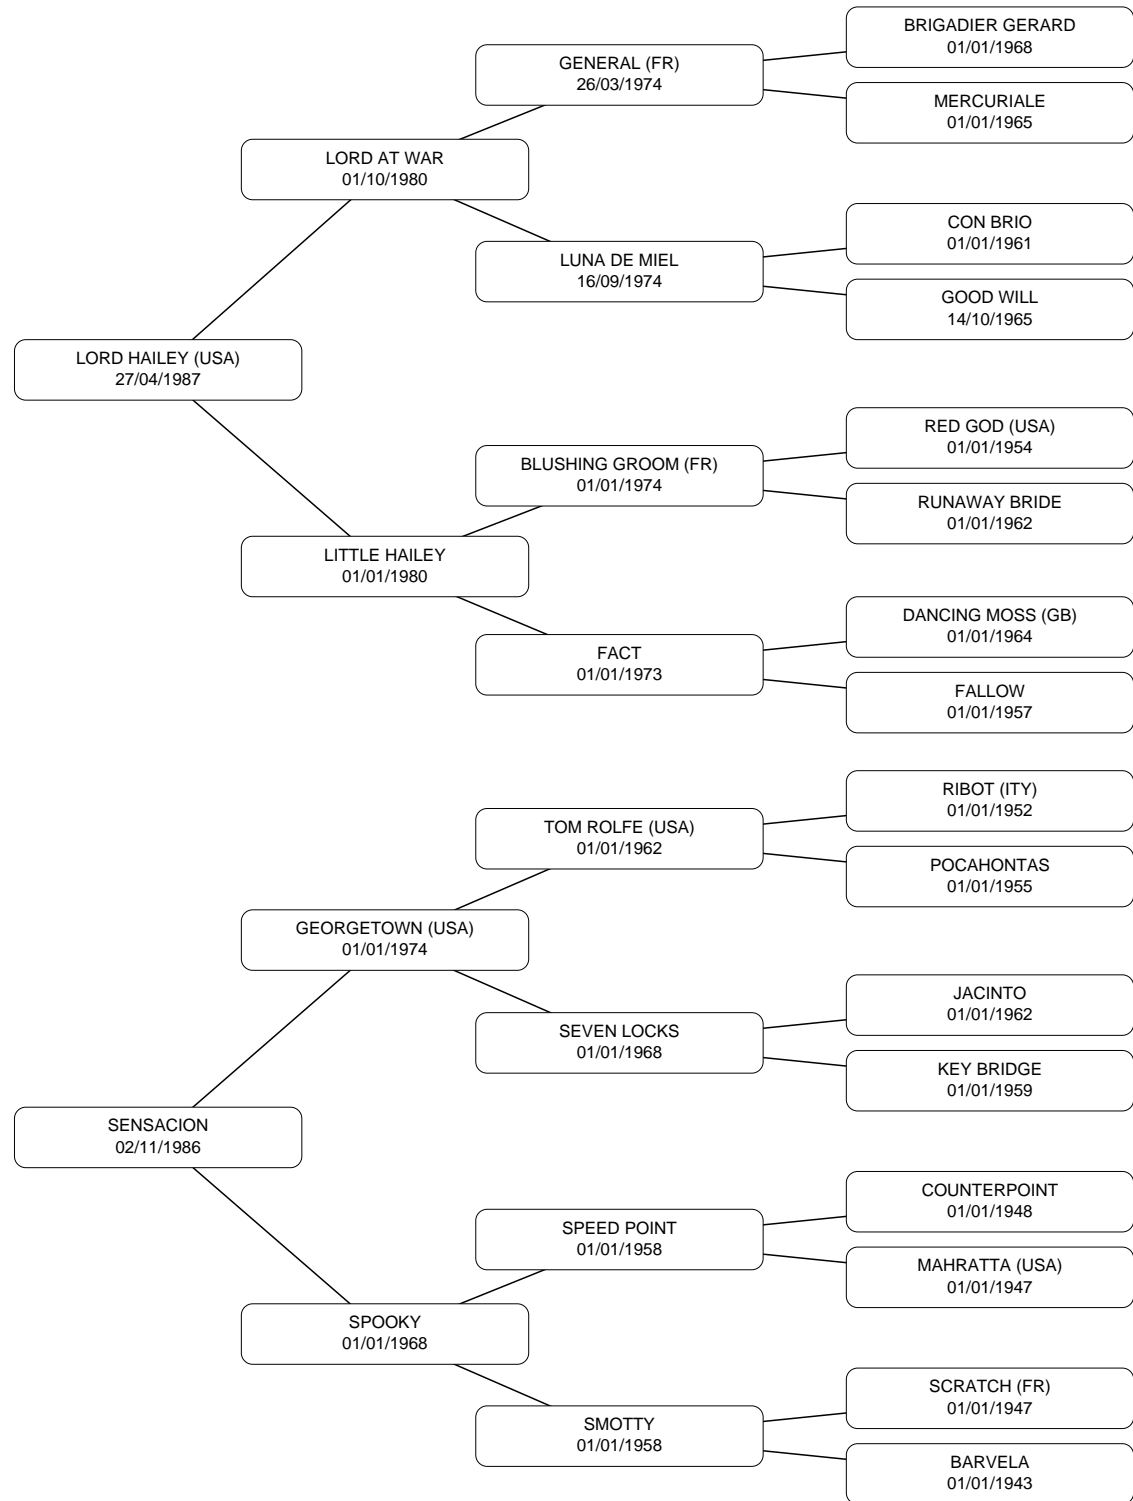 BRIGADIER GERARD
01/01/1968
GENERAL (FR)
26/03/1974
MERCURIALE
01/01/1965
LORD AT WAR
01/10/1980
CON BRIO
01/01/1961
LUNA DE MIEL
16/09/1974
GOOD WILL
14/10/1965
LORD HAILEY (USA)
27/04/1987
RED GOD (USA)
01/01/1954
BLUSHING GROOM (FR)
01/01/1974
RUNAWAY BRIDE
01/01/1962
LITTLE HAILEY
01/01/1980
DANCING MOSS (GB)
01/01/1964
FACT
01/01/1973
FALLOW
01/01/1957
RIBOT (ITY)
01/01/1952
TOM ROLFE (USA)
01/01/1962
POCAHONTAS
01/01/1955
GEORGETOWN (USA)
01/01/1974
JACINTO
01/01/1962
SEVEN LOCKS
01/01/1968
KEY BRIDGE
01/01/1959
SENSACION
02/11/1986
COUNTERPOINT
01/01/1948
SPEED POINT
01/01/1958
MAHRATTA (USA)
01/01/1947
SPOOKY
01/01/1968
SCRATCH (FR)
01/01/1947
SMOTTY
01/01/1958
BARVELA
01/01/1943